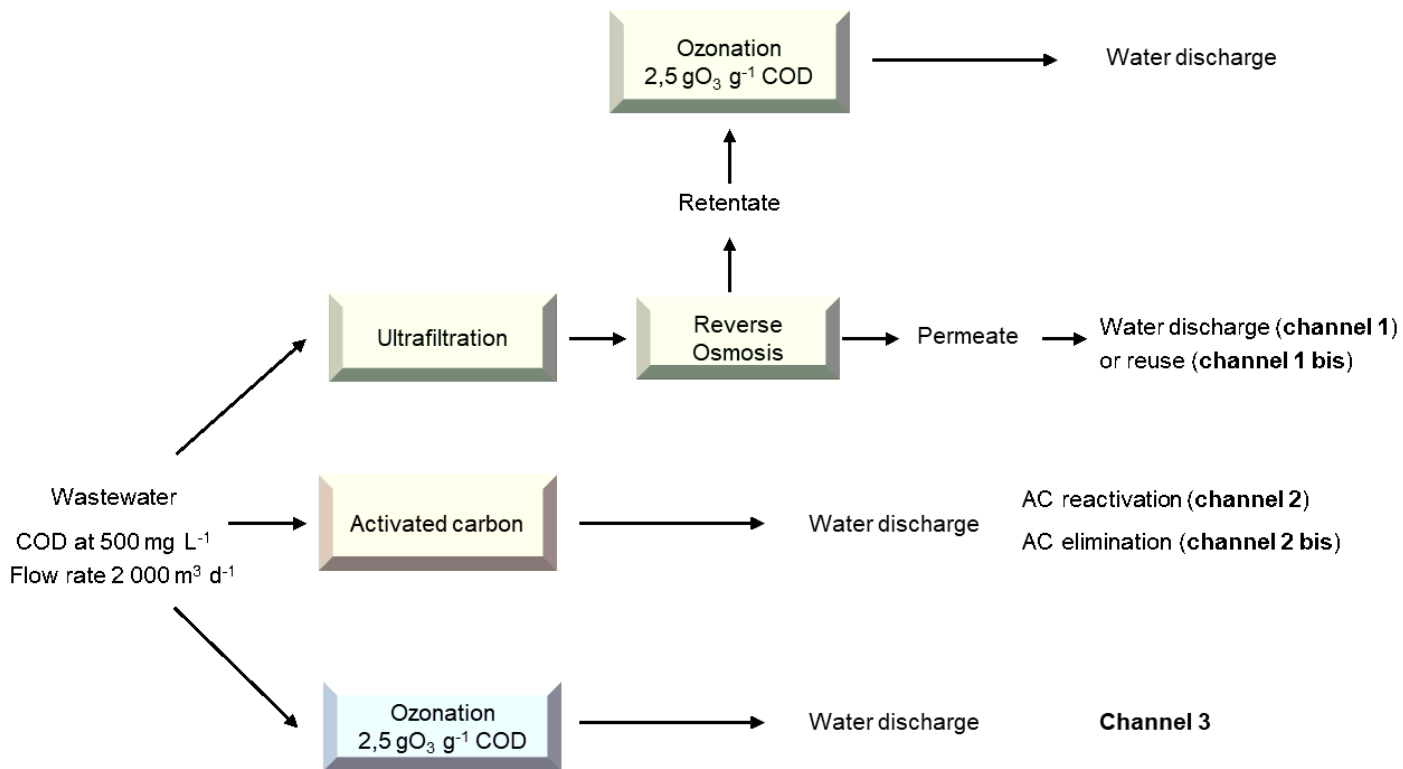 Ozonation
2,5 gO₃ g⁻¹ COD
Water discharge
Retentate
Ultrafiltration
Reverse
Osmosis
Permeate
Water discharge (channel 1)
or reuse (channel 1 bis)
Wastewater
COD at 500 mg L⁻¹
Flow rate 2 000 m³ d⁻¹
Activated carbon
Water discharge
AC reactivation (channel 2)
AC elimination (channel 2 bis)
Ozonation
2,5 gO₃ g⁻¹ COD
Water discharge
Channel 3